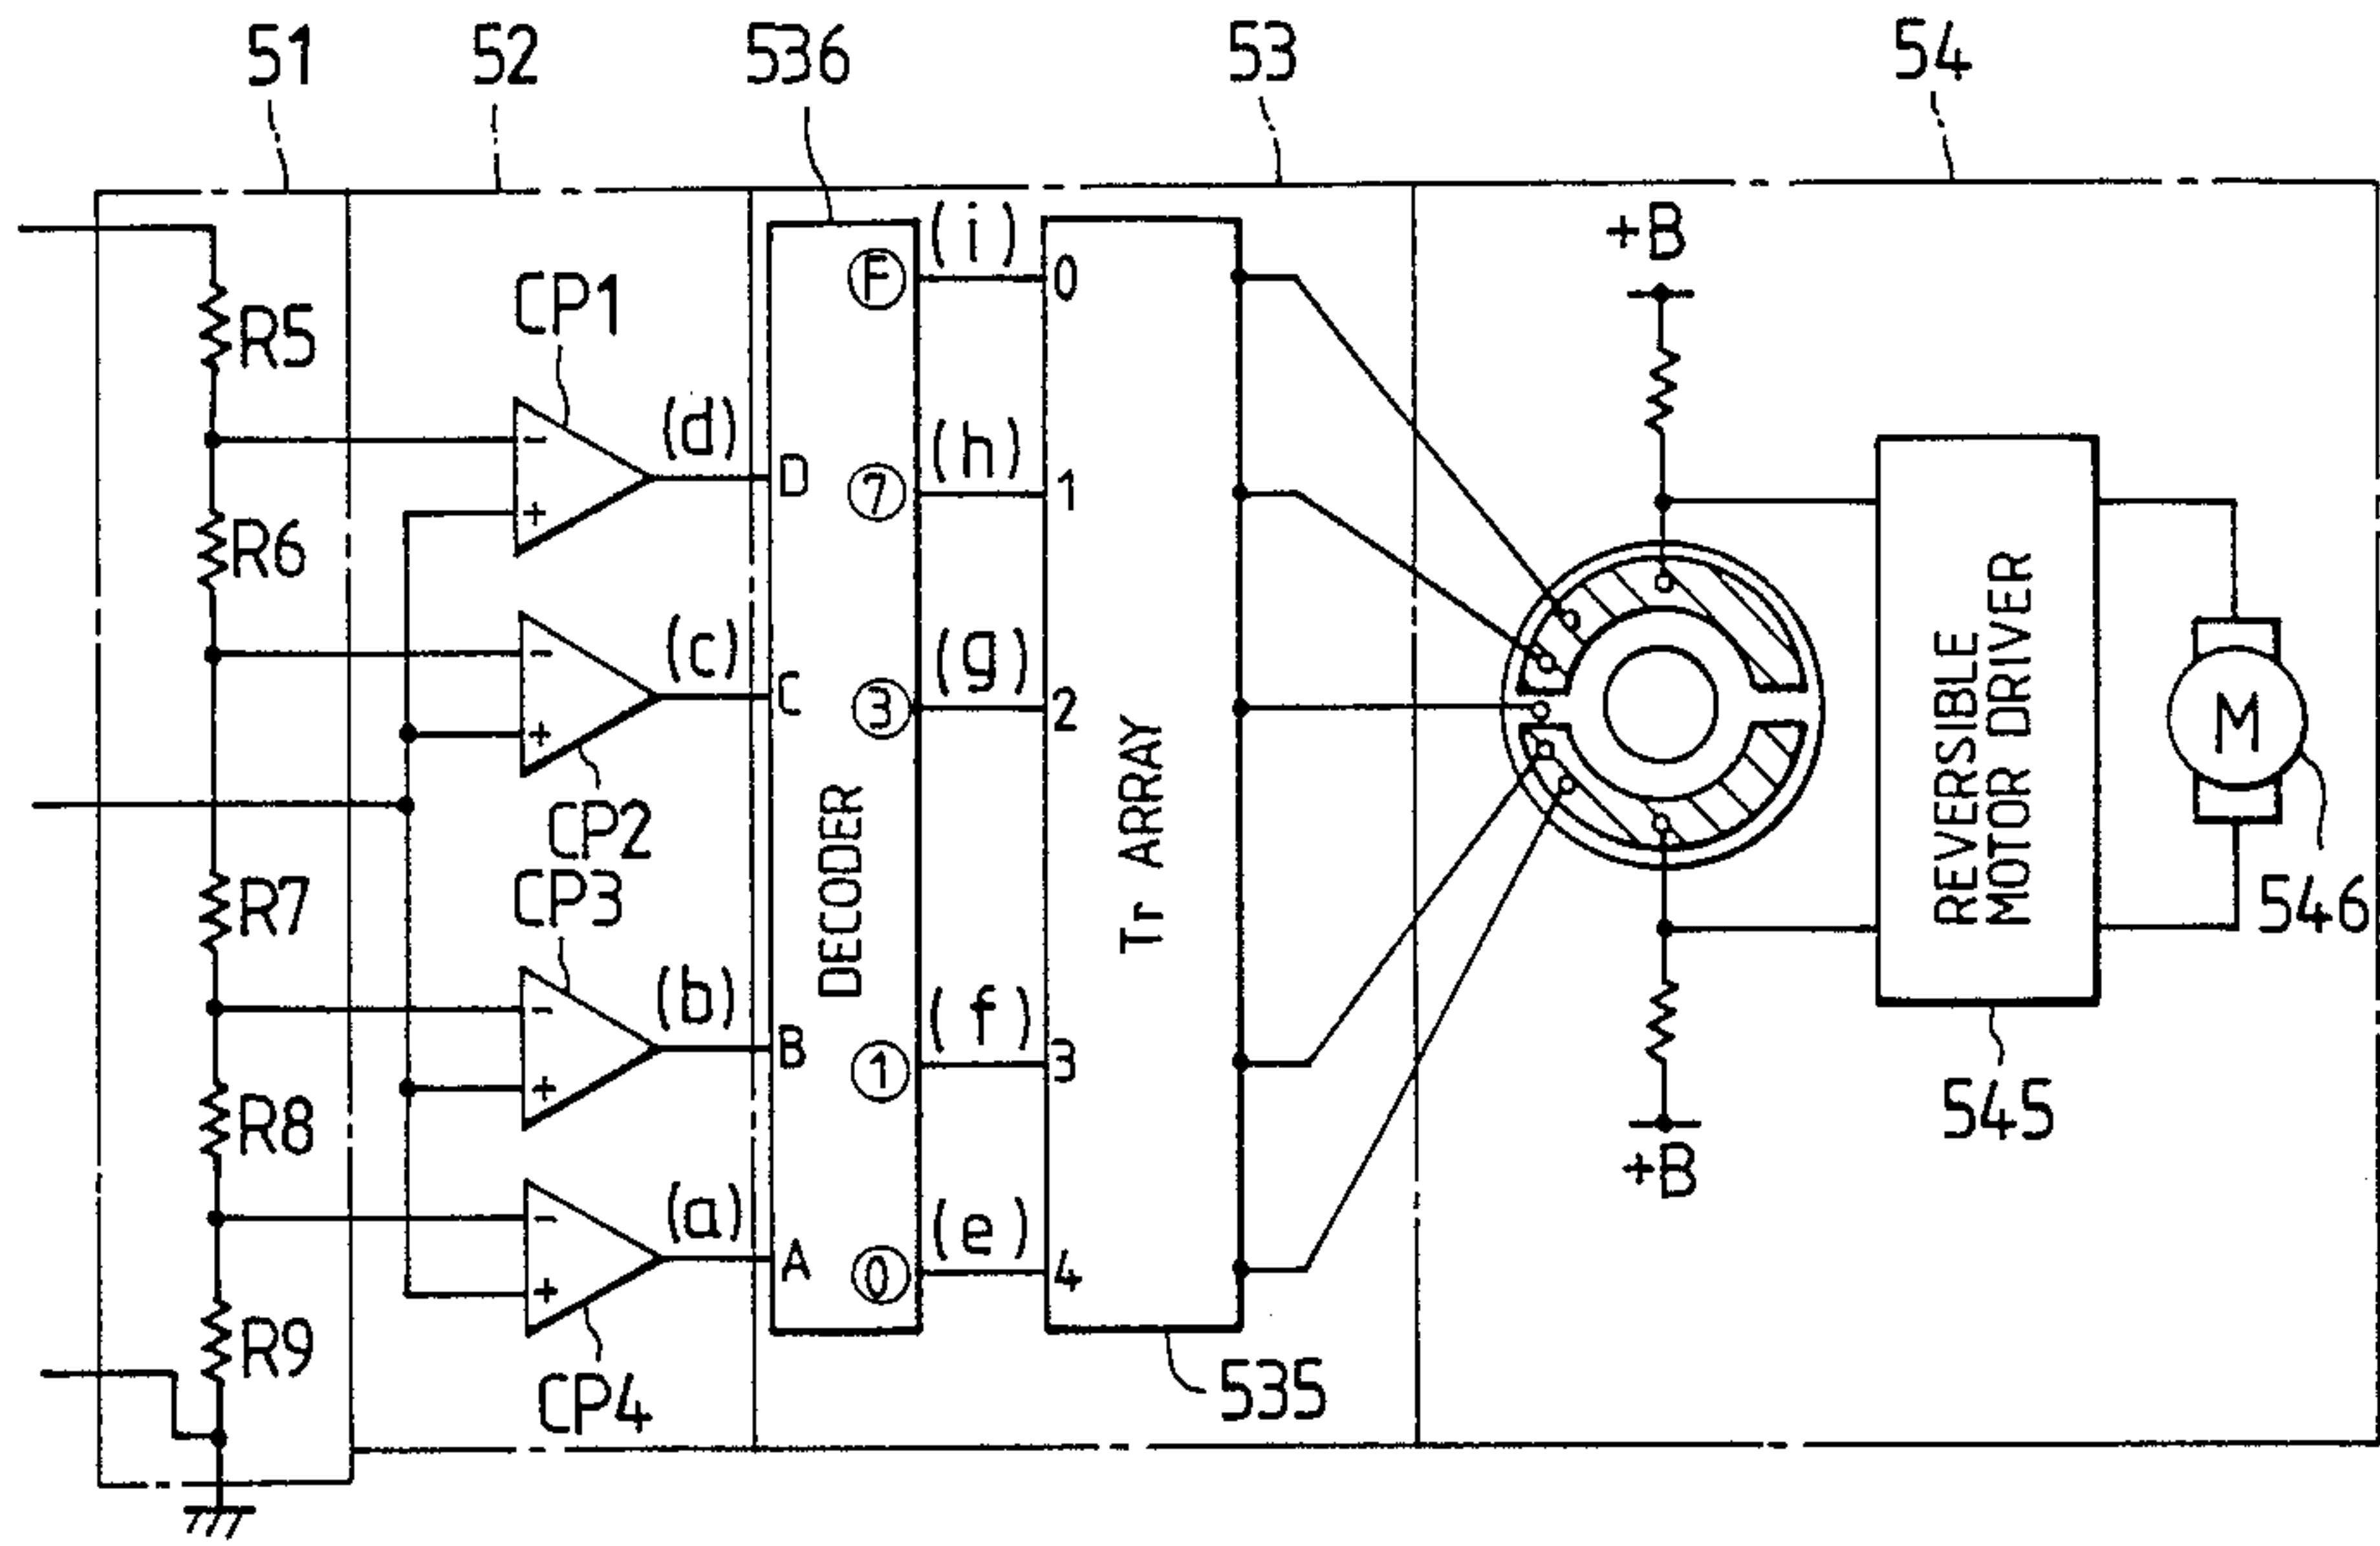 51
52
536
53
54
(i)
+B
F
0
CP1
R5
(d)
(h)
D
7
1
-
+
R6
(c)
(g)
C
3
2
-
+
CP2
DECODER
Tr ARRAY
REVERSIBLE
MOTOR DRIVER
M
546
R7
CP3
(b)
(f)
B
1
3
-
+
545
R8
+B
(a)
(e)
A
0
4
-
+
R9
CP4
535